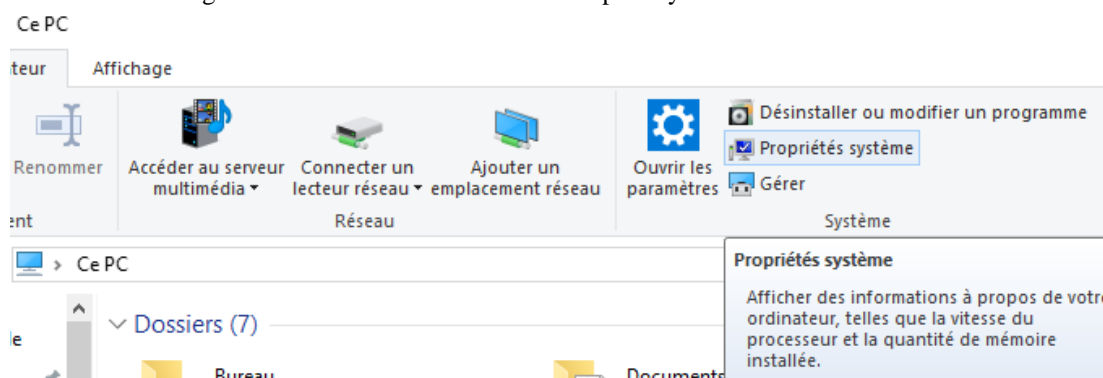 Ce PC
teur Affichage
Renommer
Accéder au serveur multimédia
Connecter un lecteur réseau
Ajouter un emplacement réseau
Ouvrir les paramètres
Désinstaller ou modifier un programme
Propriétés système
Gérer
ent
Réseau
Système
> Ce PC
Propriétés système
Afficher des informations à propos de votre
ordinateur, telles que la vitesse du
processeur et la quantité de mémoire
installée.
Dossiers (7)
le
Bureau
Documents